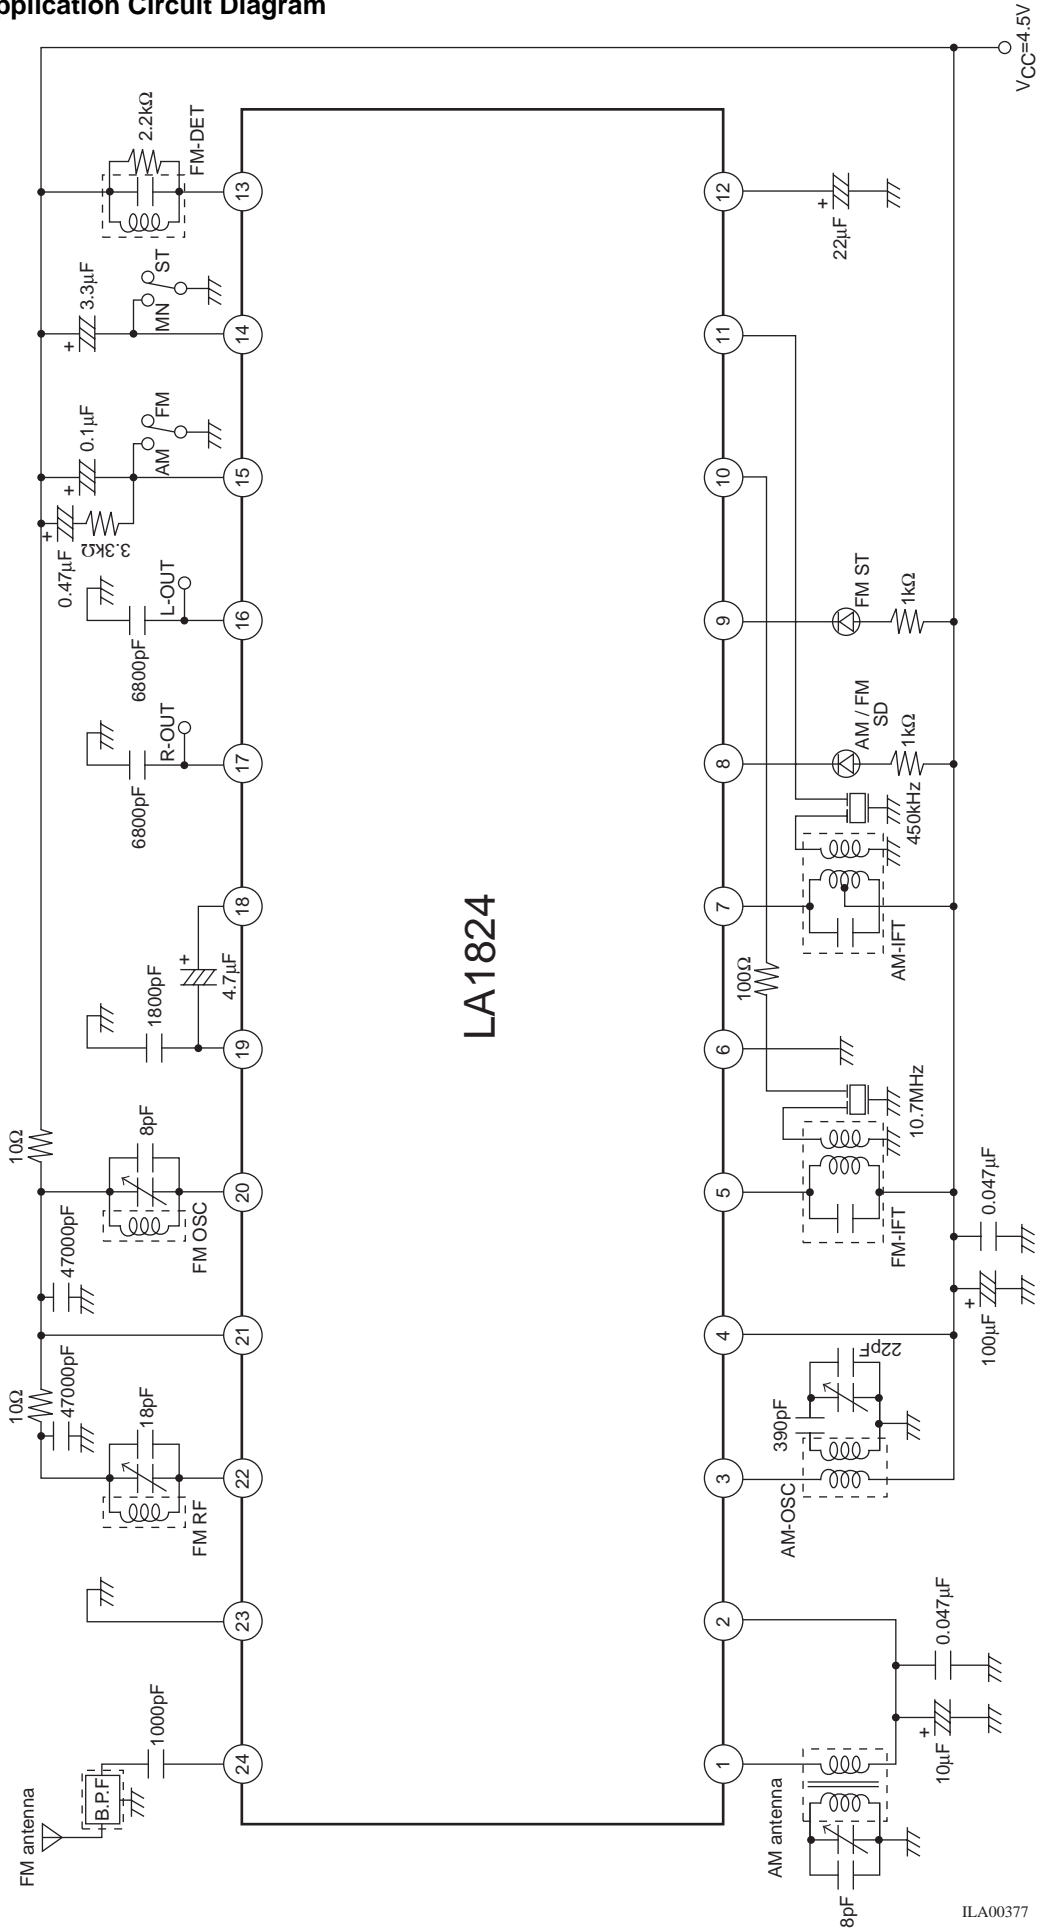 pplication Circuit Diagram
VCC=4.5V
2.2kΩ
FM-DET
13
12
+
22μF
3.3μF
+
ST
MN
14
11
0.1μF
+
FM
AM
15
10
+
0.47μF
3.3kΩ
L-OUT
6800pF
16
9
FM ST
1kΩ
R-OUT
6800pF
17
8
AM / FM
SD
1kΩ
450kHz
18
7
AM-IFT
+
4.7μF
1800pF
LA1824
100Ω
19
6
10.7MHz
10Ω
8pF
FM OSC
20
5
FM-IFT
0.047μF
47000pF
+
100μF
21
4
10Ω
47000pF
22pF
390pF
18pF
FM RF
22
3
AM-OSC
23
2
0.047μF
+
10μF
1000pF
24
1
B.P.F
FM antenna
AM antenna
8pF
ILA00377